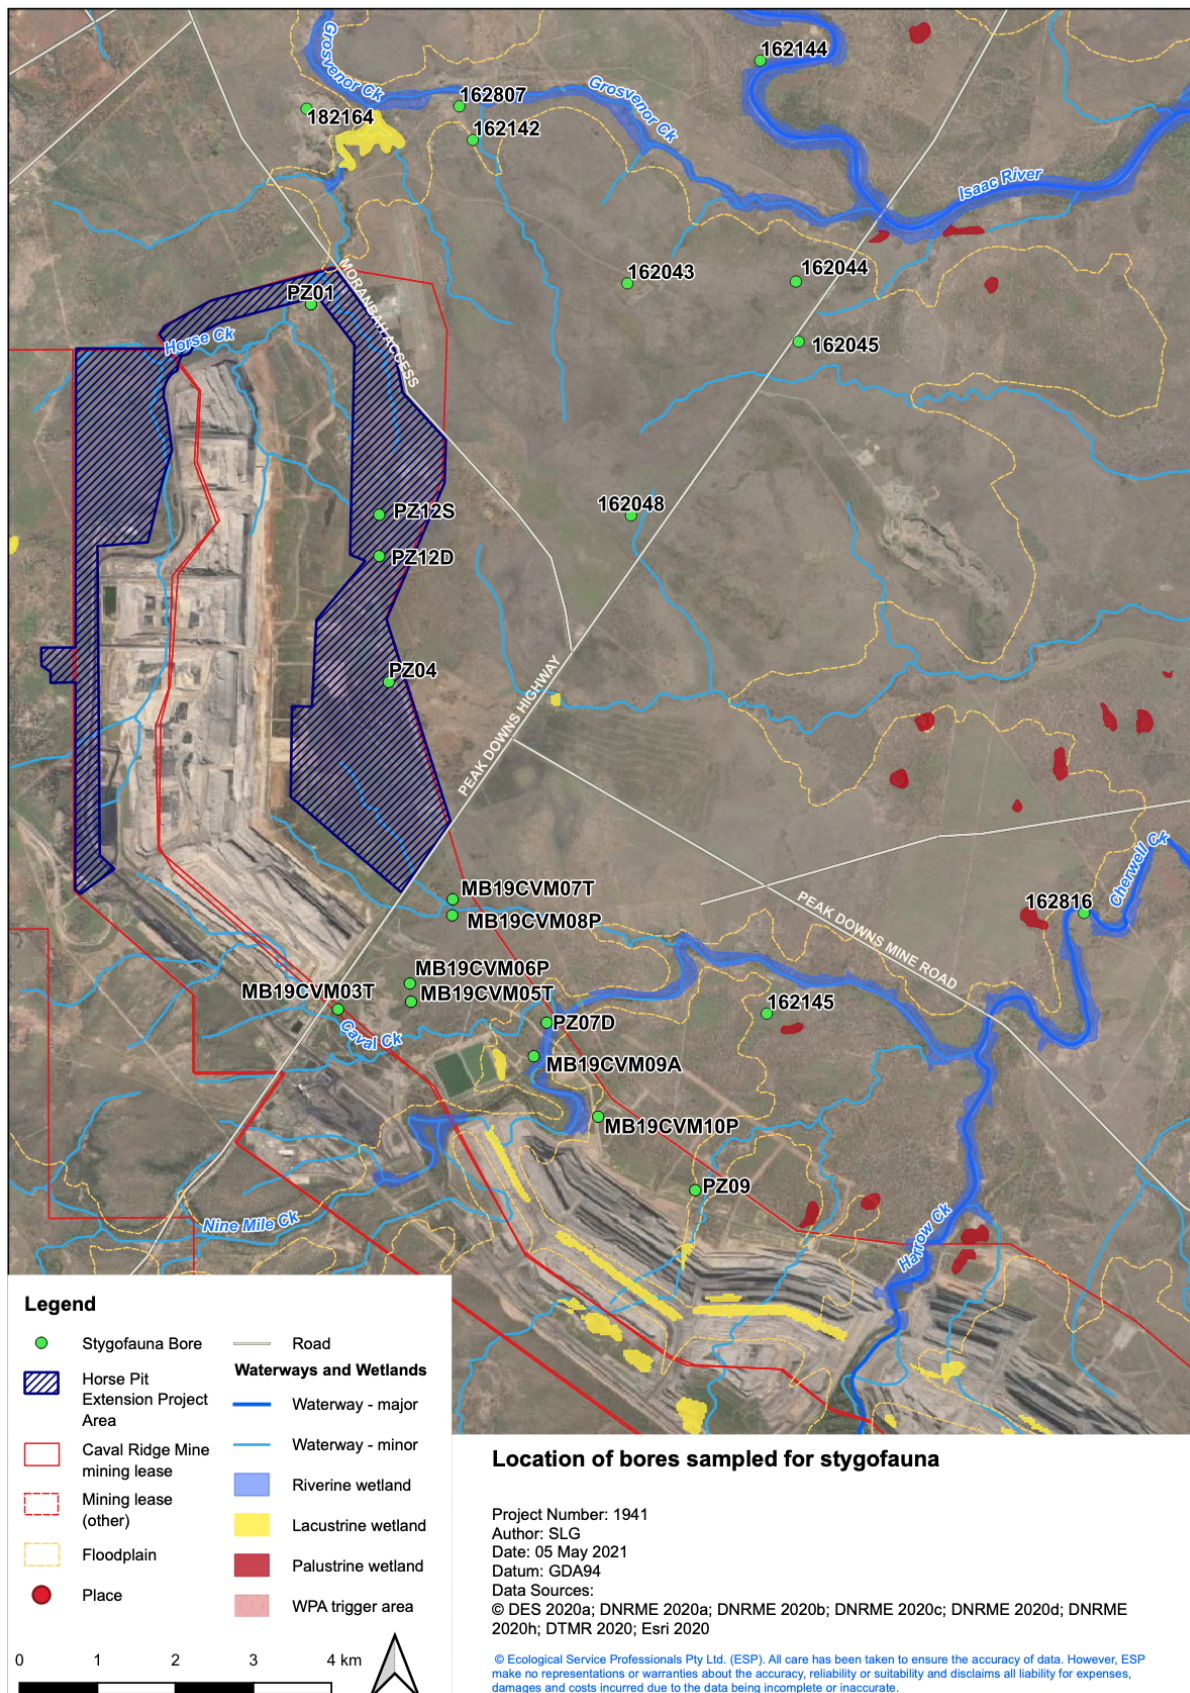 Grosvenor Ck
162144
162807
Grosvenor Ck
182164
162142
Isaac River
162043
162044
MORANBAH ACCESS
PZ01
Horse Ck
162045
162048
PZ12S
PZ12D
PZ04
PEAK DOWNS HIGHWAY
Cherwell Ck
MB19CVM07T
162816
MB19CVM08P
PEAK DOWNS MINE ROAD
MB19CVM06P
MB19CVM03T
MB19CVM05T
162145
Caval Ck
PZ07D
MB19CVM09A
MB19CVM10P
PZ09
Nine Mile Ck
Harrow Ck
Legend
Stygofauna Bore
Horse Pit
Extension Project
Area
Caval Ridge Mine
mining lease
Mining lease
(other)
Floodplain
Place
Road
Waterways and Wetlands
Waterway - major
Waterway - minor
Riverine wetland
Lacustrine wetland
Palustrine wetland
WPA trigger area
0 1 2 3 4 km
Location of bores sampled for stygofauna
Project Number: 1941
Author: SLG
Date: 05 May 2021
Datum: GDA94
Data Sources:
© DES 2020a; DNRME 2020a; DNRME 2020b; DNRME 2020c; DNRME 2020d; DNRME
2020h; DTMR 2020; Esri 2020
© Ecological Service Professionals Pty Ltd. (ESP). All care has been taken to ensure the accuracy of data. However, ESP
make no representations or warranties about the accuracy, reliability or suitability and disclaims all liability for expenses,
damages and costs incurred due to the data being incomplete or inaccurate.